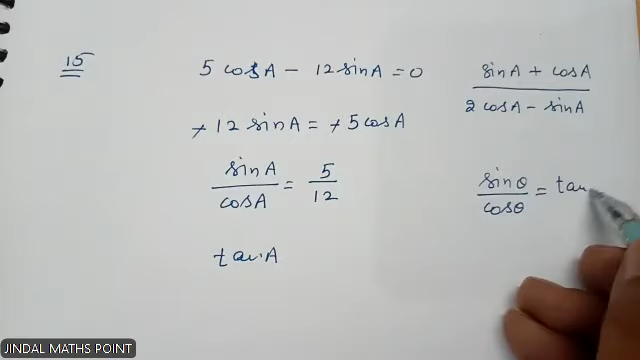 15
5 cosA - 12 sinA = 0
sinA + cosA / 2 cosA - sinA
-12 sinA = -5 cosA
sinA / cosA = 5 / 12
sinθ / cosθ = tan
tan A
JINDAL MATHS POINT